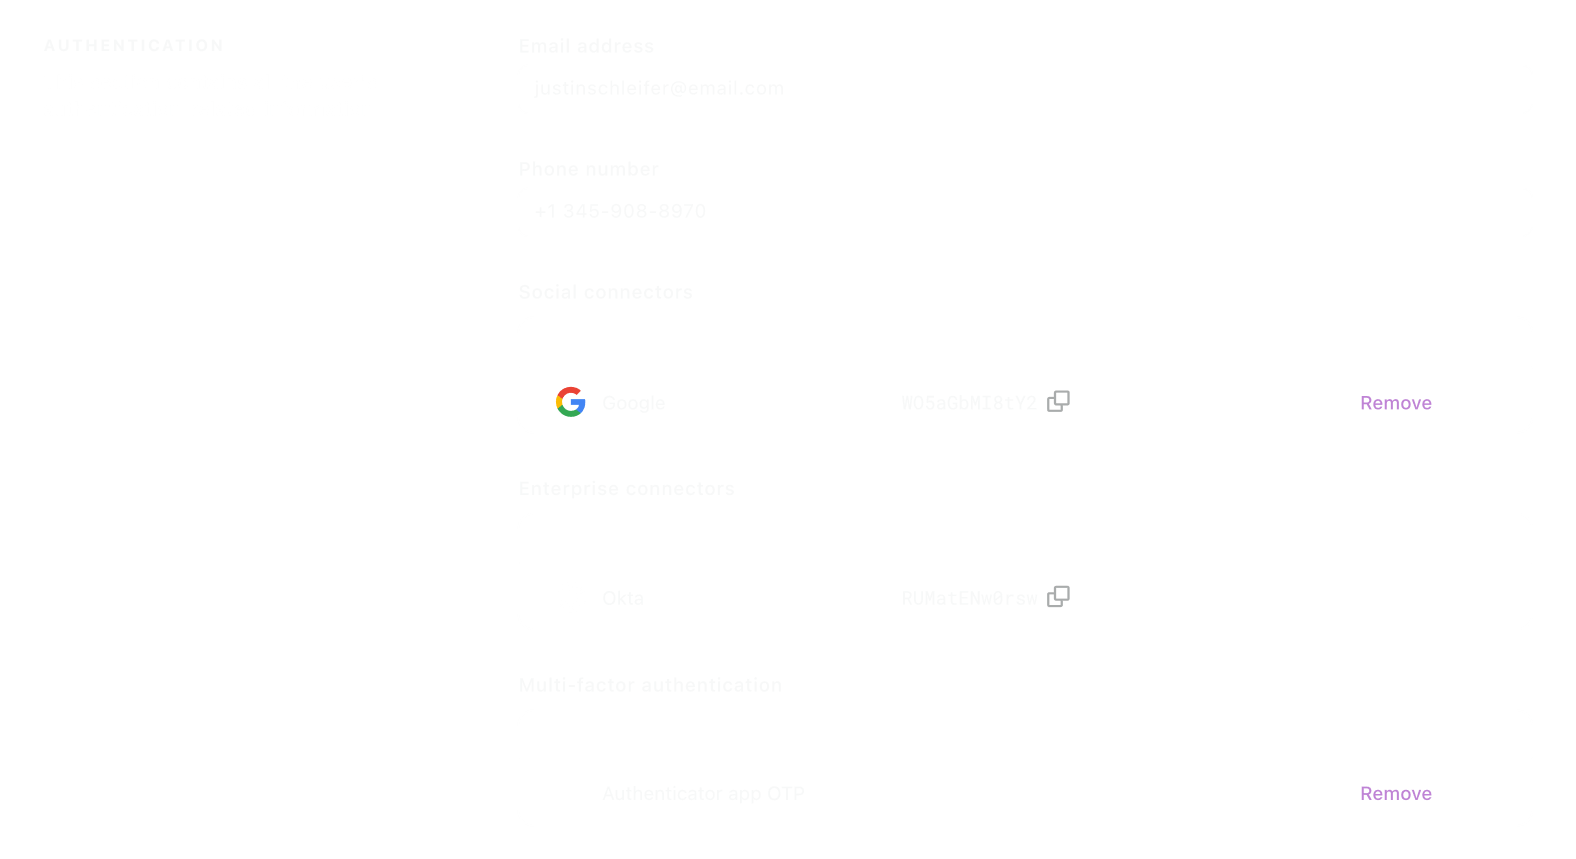 AUTHENTICATION
Email address
justinschleifer@email.com
Phone number
+1 345-908-8970
Social connectors
Google WO5aGbMI8tY2 Remove
Enterprise connectors
Okta RUMatENw8rsw
Multi-factor authentication
Authenticator app OTP Remove